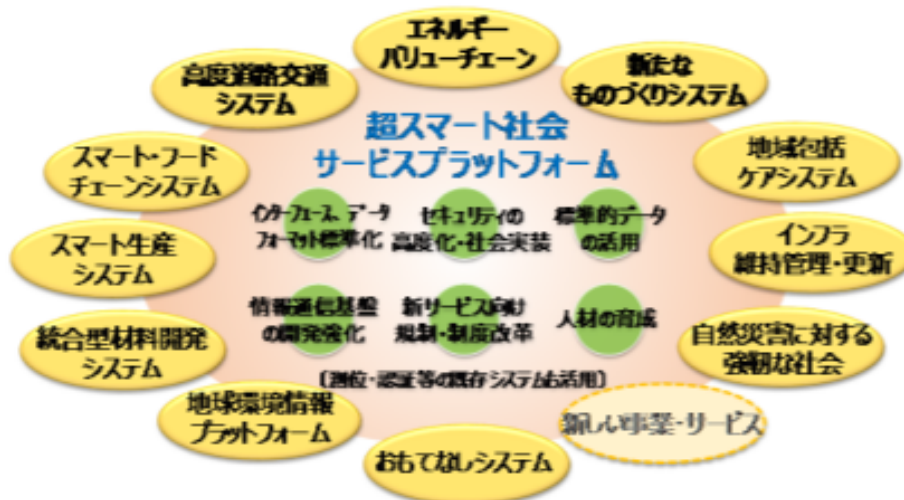 エネルギー
バリューチェーン
高度道路交通
システム
新たな
ものづくりシステム
超スマート社会
サービスプラットフォーム
スマート・フード
チェーンシステム
地域包括
ケアシステム
インターフェース、データ
フォーマット標準化
セキュリティの
高度化・社会実装
標準的データ
の活用
スマート生産
システム
インフラ
維持管理・更新
情報通信基盤
の開発強化
新サービス向け
規制・制度改革
人材の育成
統合型材料開発
システム
自然災害に対する
強靭な社会
（測位・認証等の既存システムも活用）
地球環境情報
プラットフォーム
新しい事業・サービス
おもてなしシステム